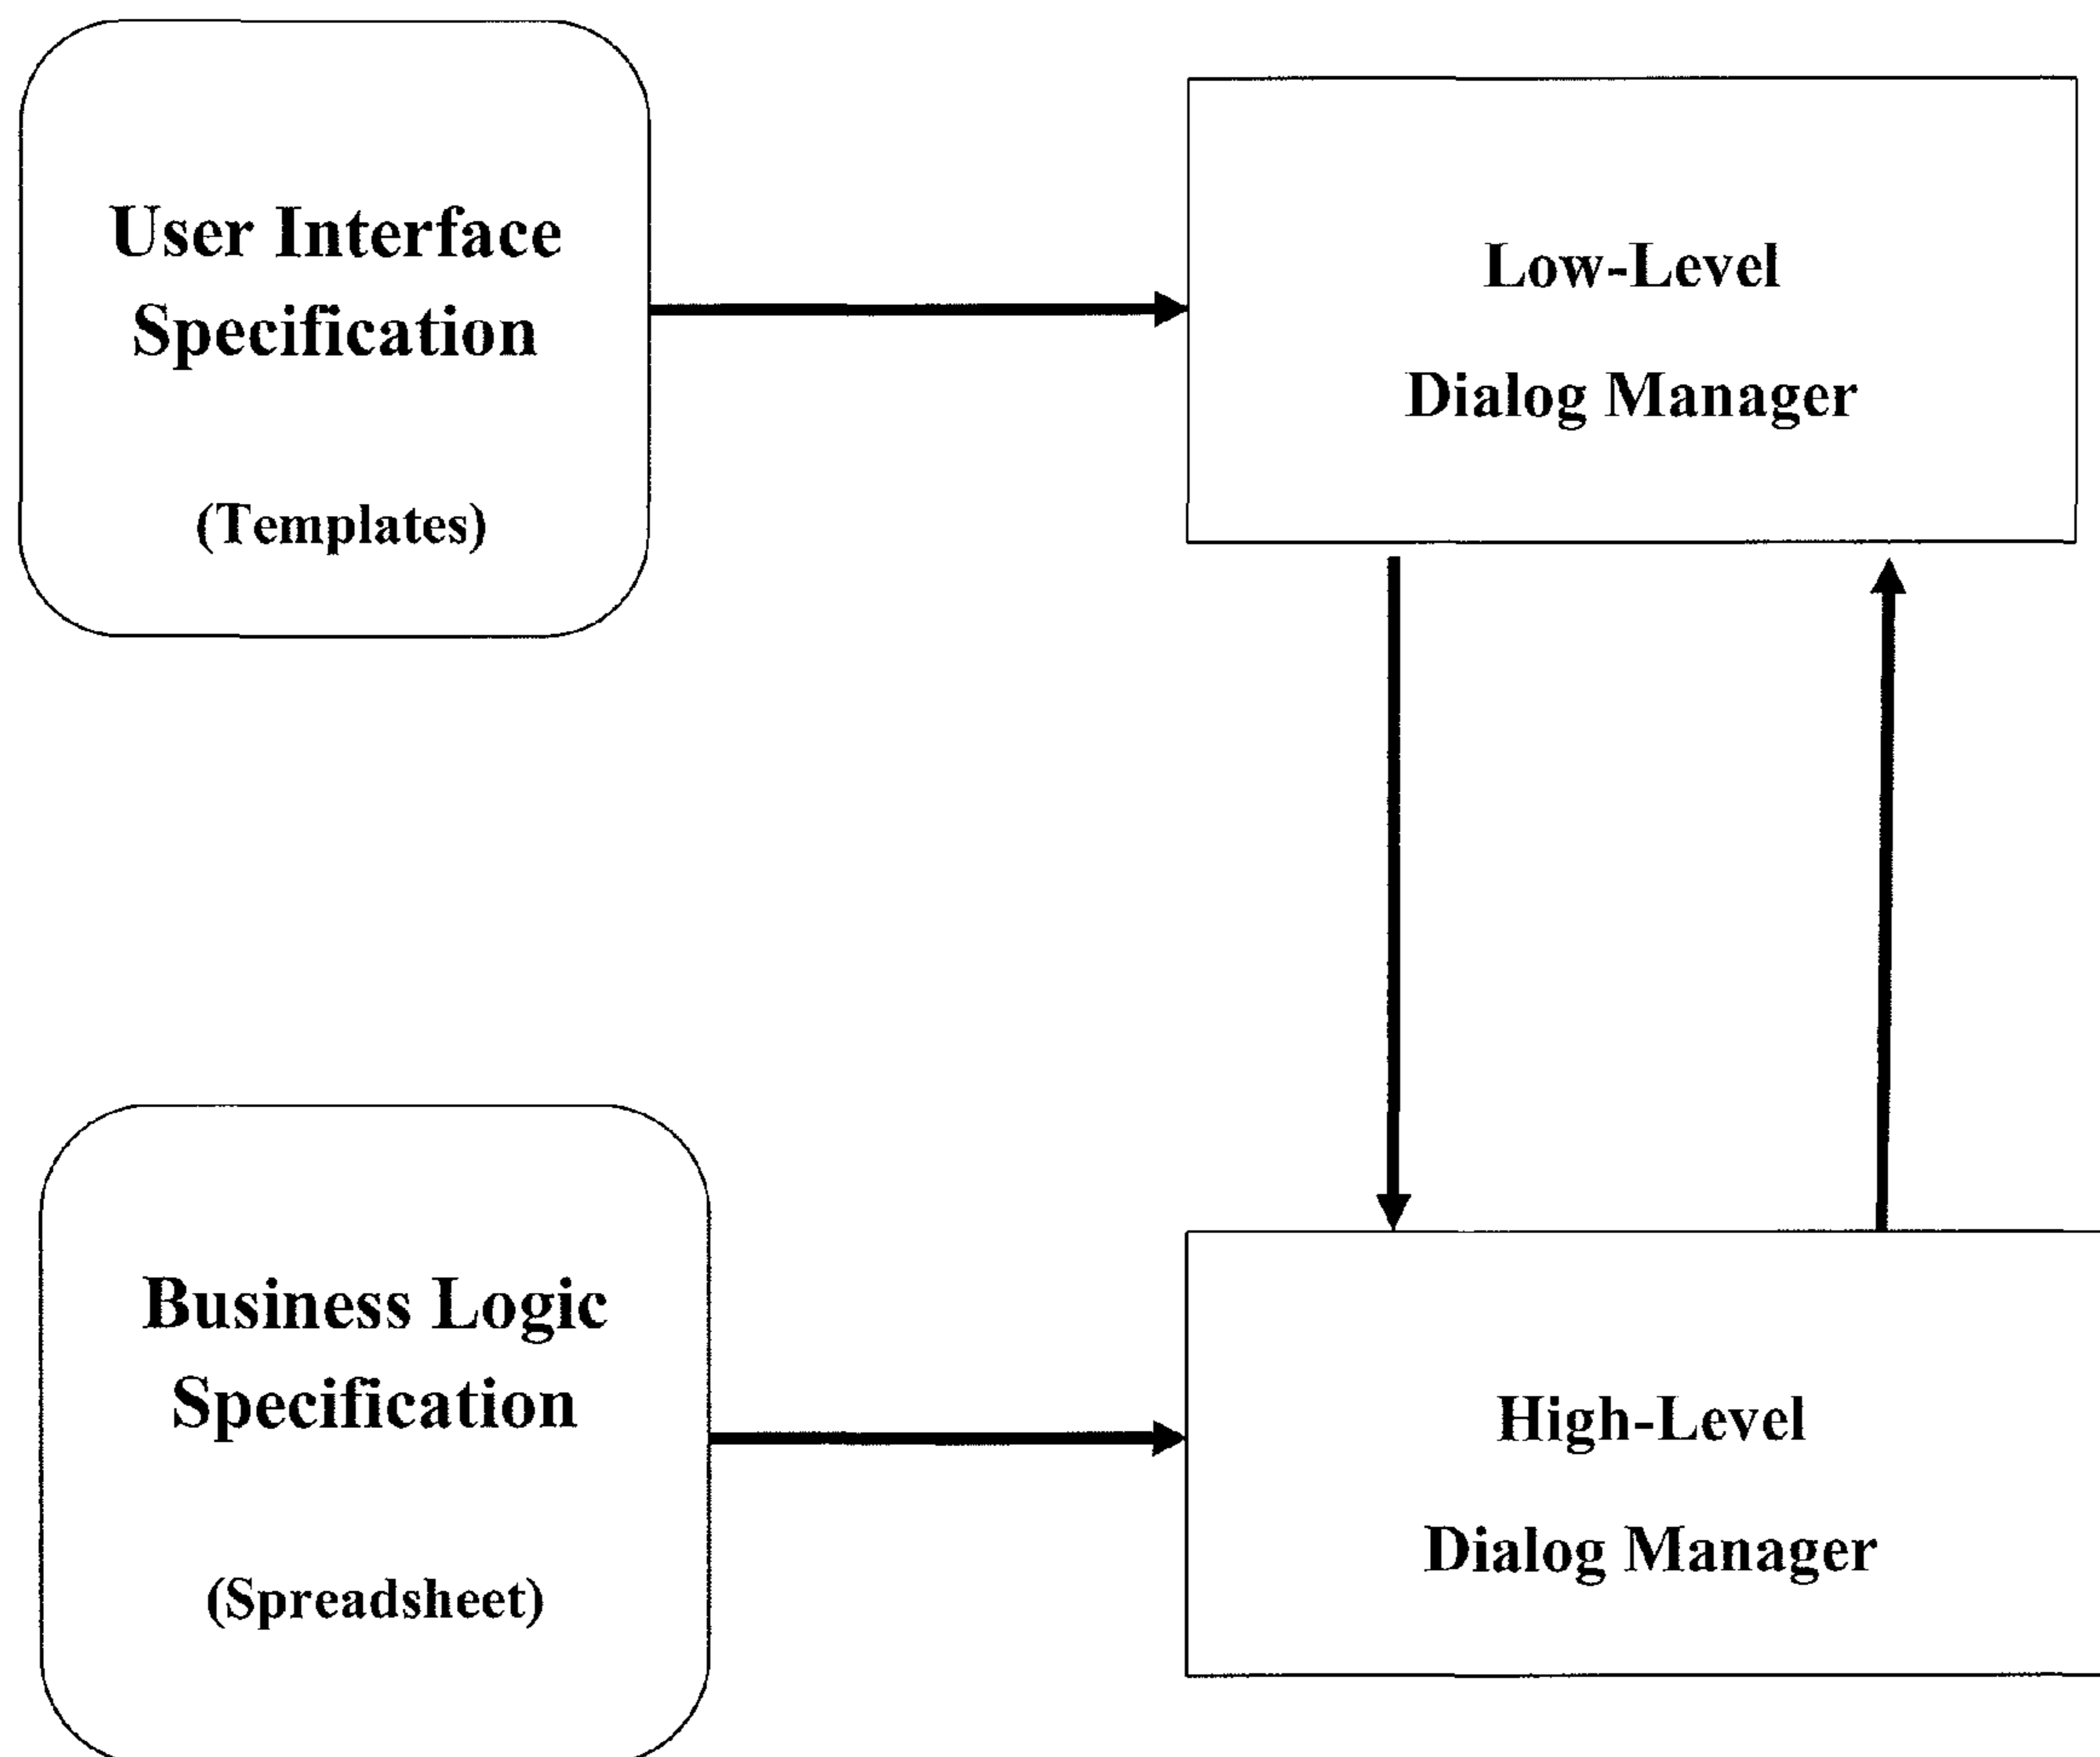 User Interface
Specification
(Templates)
Low-Level
Dialog Manager
Business Logic
Specification
(Spreadsheet)
High-Level
Dialog Manager